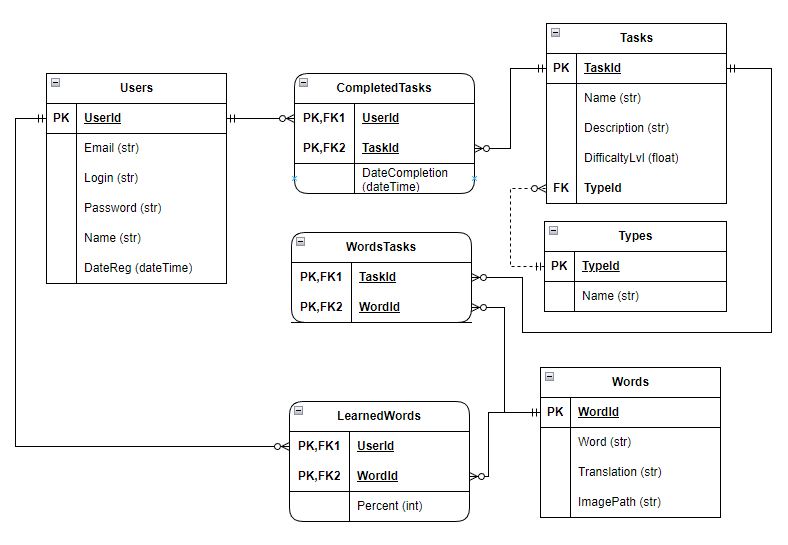 Users
PK UserId
Email (str)
Login (str)
Password (str)
Name (str)
DateReg (dateTime)
CompletedTasks
PK,FK1 UserId
PK,FK2 TaskId
DateCompletion
(dateTime)
Tasks
PK TaskId
Name (str)
Description (str)
DifficaltyLvl (float)
FK TypeId
WordsTasks
PK,FK1 TaskId
PK,FK2 WordId
Types
PK TypeId
Name (str)
LearnedWords
PK,FK1 UserId
PK,FK2 WordId
Percent (int)
Words
PK WordId
Word (str)
Translation (str)
ImagePath (str)